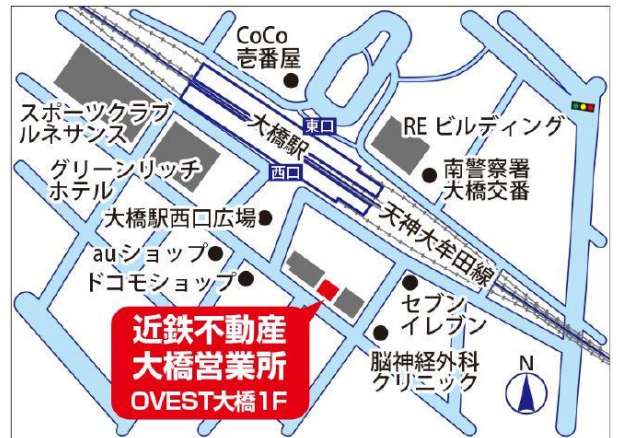 CoCo
壱番屋
スポーツクラブ
ルネサンス
大橋駅
東口
REビルディング
グリーンリッチ
ホテル
西口
南警察署
大橋交番
大橋駅西口広場
天神大牟田線
auショップ
ドコモショップ
セブン
イレブン
近鉄不動産
大橋営業所
OVEST大橋1F
脳神経外科
クリニック
N